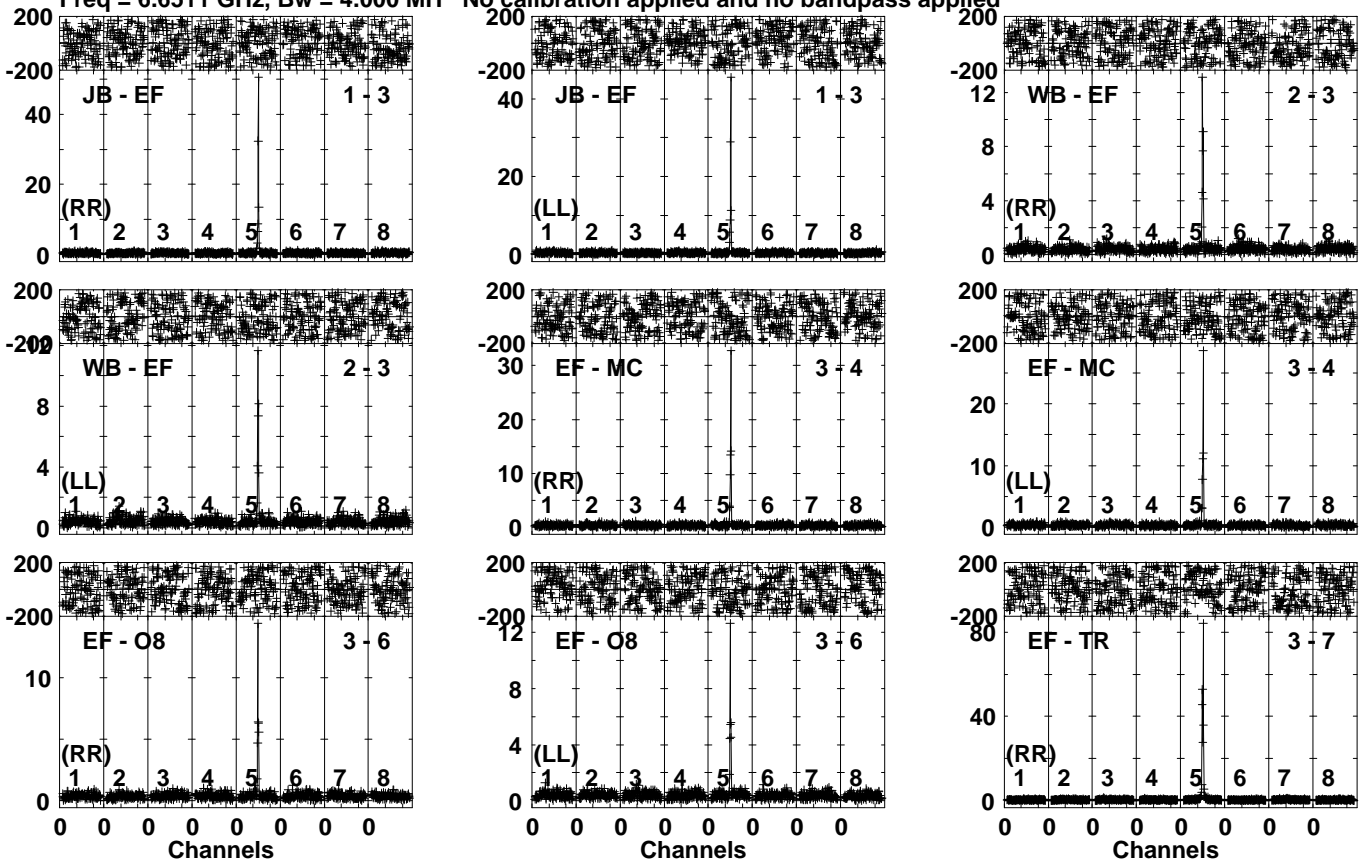 Freq = 6.6511 GHz, Bw = 4.000 MH No calibration applied and no bandpass applied
200 200 200
-200 -200 -200
JB - EF 1 - 3 JB - EF 1 - 3 WB - EF 2 - 3
40 40 12
20 20 8
4
(RR) (LL) (RR)
1 2 3 4 5 6 7 8 1 2 3 4 5 6 7 8 1 2 3 4 5 6 7 8
0 0 0
200 200 200
-200 -200 -200
12
WB - EF 2 - 3 EF - MC 3 - 4 EF - MC 3 - 4
8 30 20
4 20 10
10
(LL) (RR) (LL)
1 2 3 4 5 6 7 8 1 2 3 4 5 6 7 8 1 2 3 4 5 6 7 8
0 0 0
200 200 200
-200 -200 -200
EF - O8 3 - 6 EF - O8 3 - 6 EF - TR 3 - 7
10 12 80
8 40
4
(RR) (LL) (RR)
1 2 3 4 5 6 7 8 1 2 3 4 5 6 7 8 1 2 3 4 5 6 7 8
0 0 0
0 0 0 0 0 0 0 0 0 0 0 0 0 0 0 0 0 0 0 0 0 0 0 0
Channels Channels Channels